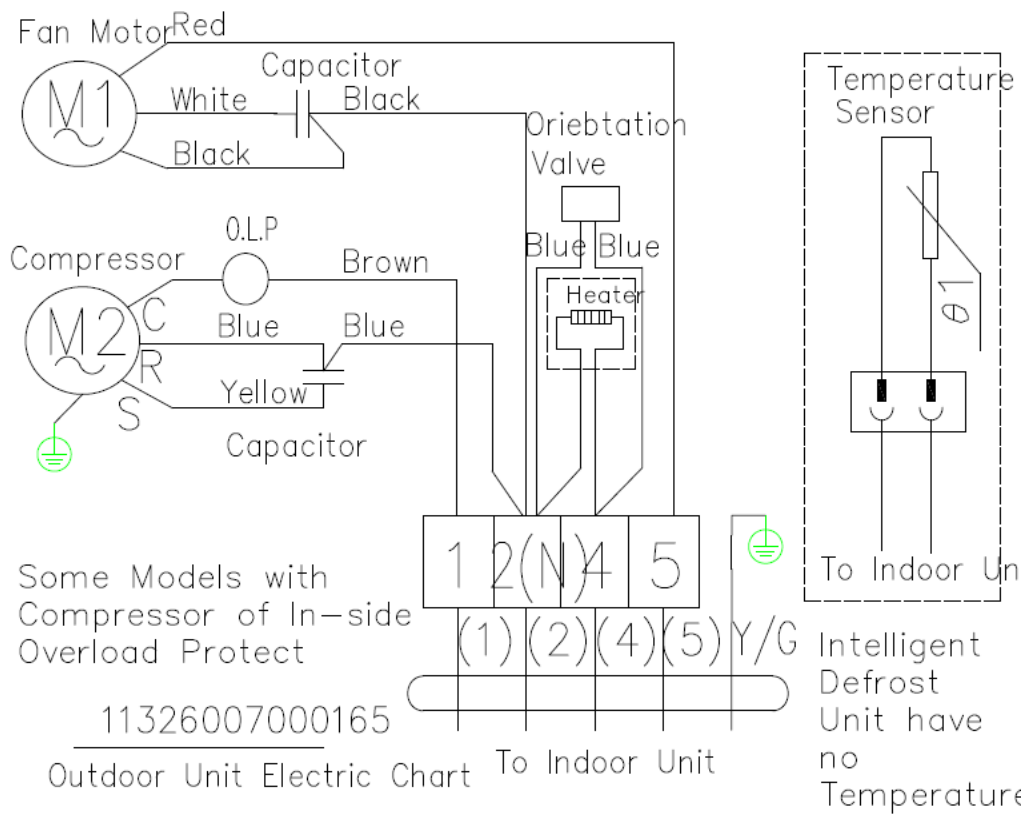 Fan Motor
Red
Capacitor
M1
White
Black
Black
Oriebtation
Valve
Blue
Blue
Heater
O.L.P
Compressor
Brown
M2
C
R
S
Blue
Blue
Yellow
Capacitor
1
2(N)
4
5
(1)
(2)
(4)
(5)
Y/G
Some Models with
Compressor of In-side
Overload Protect
11326007000165
Outdoor Unit Electric Chart
To Indoor Unit
Temperature
Sensor
θ1
To Indoor Un
Intelligent
Defrost
Unit have
no
Temperature